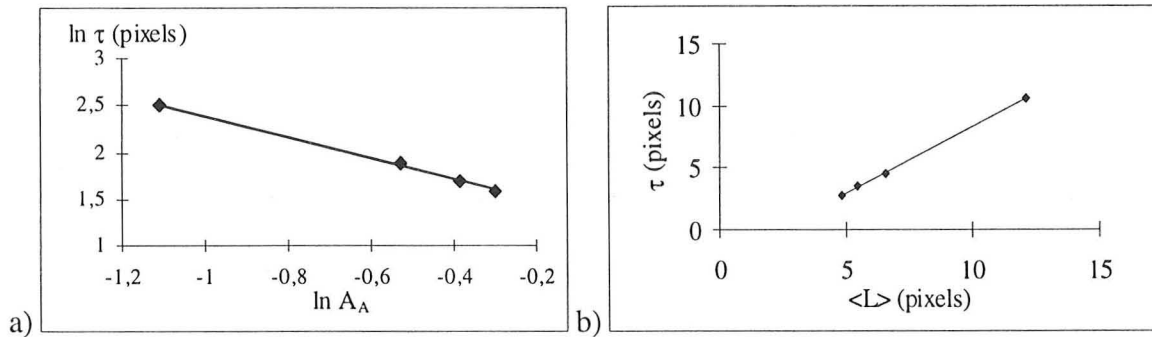 ln τ (pixels)
3
2,5
2
1,5
1
-1,2 -1 -0,8 -0,6 -0,4 -0,2
ln A_A
a)
15
10
5
0
τ (pixels)
0 5 10 15
<L> (pixels)
b)